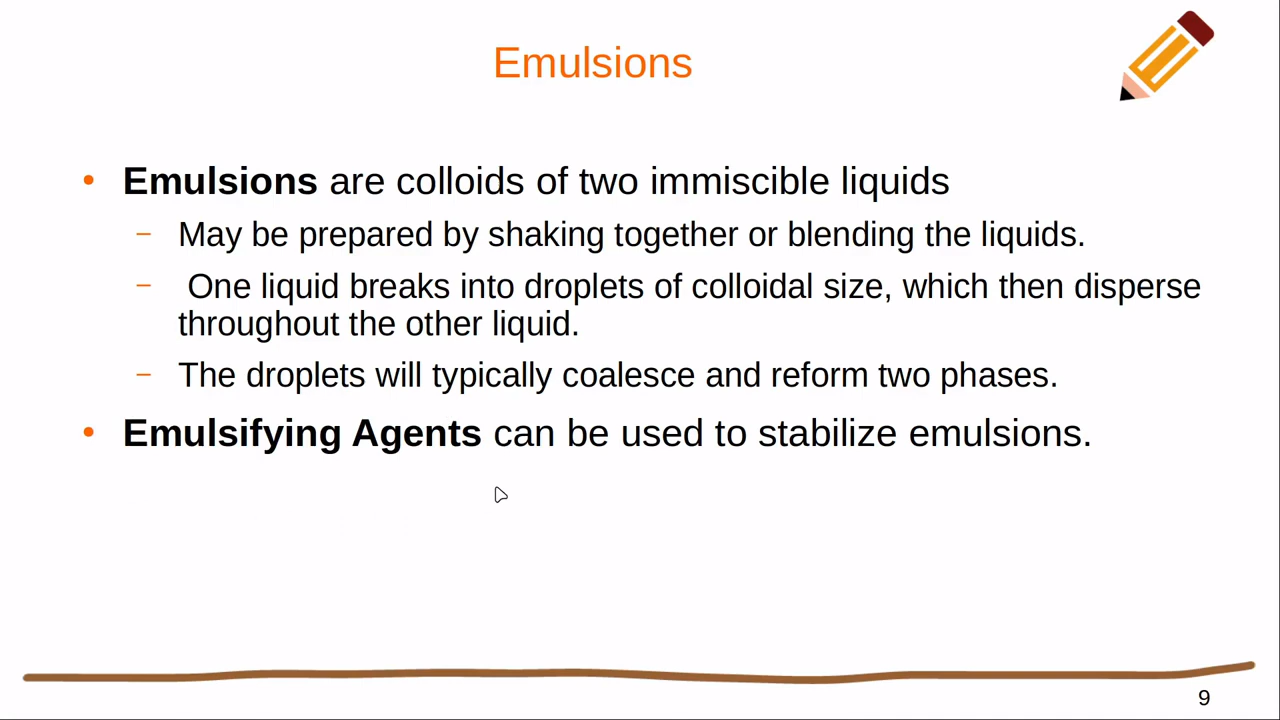 Emulsions
• Emulsions are colloids of two immiscible liquids
– May be prepared by shaking together or blending the liquids.
– One liquid breaks into droplets of colloidal size, which then disperse
throughout the other liquid.
– The droplets will typically coalesce and reform two phases.
• Emulsifying Agents can be used to stabilize emulsions.
9